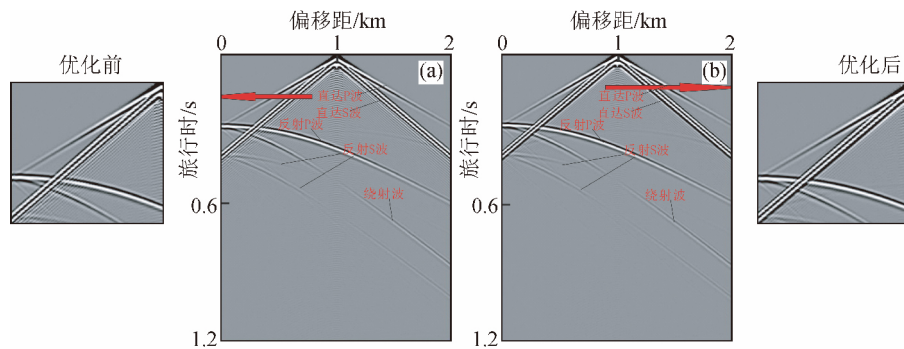 偏移距/km
偏移距/km
0
1
2
0
1
2
优化前
(a)
(b)
优化后
直达P波
直达S波
反射P波
反射S波
绕射波
直达P波
直达S波
反射P波
反射S波
绕射波
旅行时/s
旅行时/s
0.6
0.6
1.2
1.2